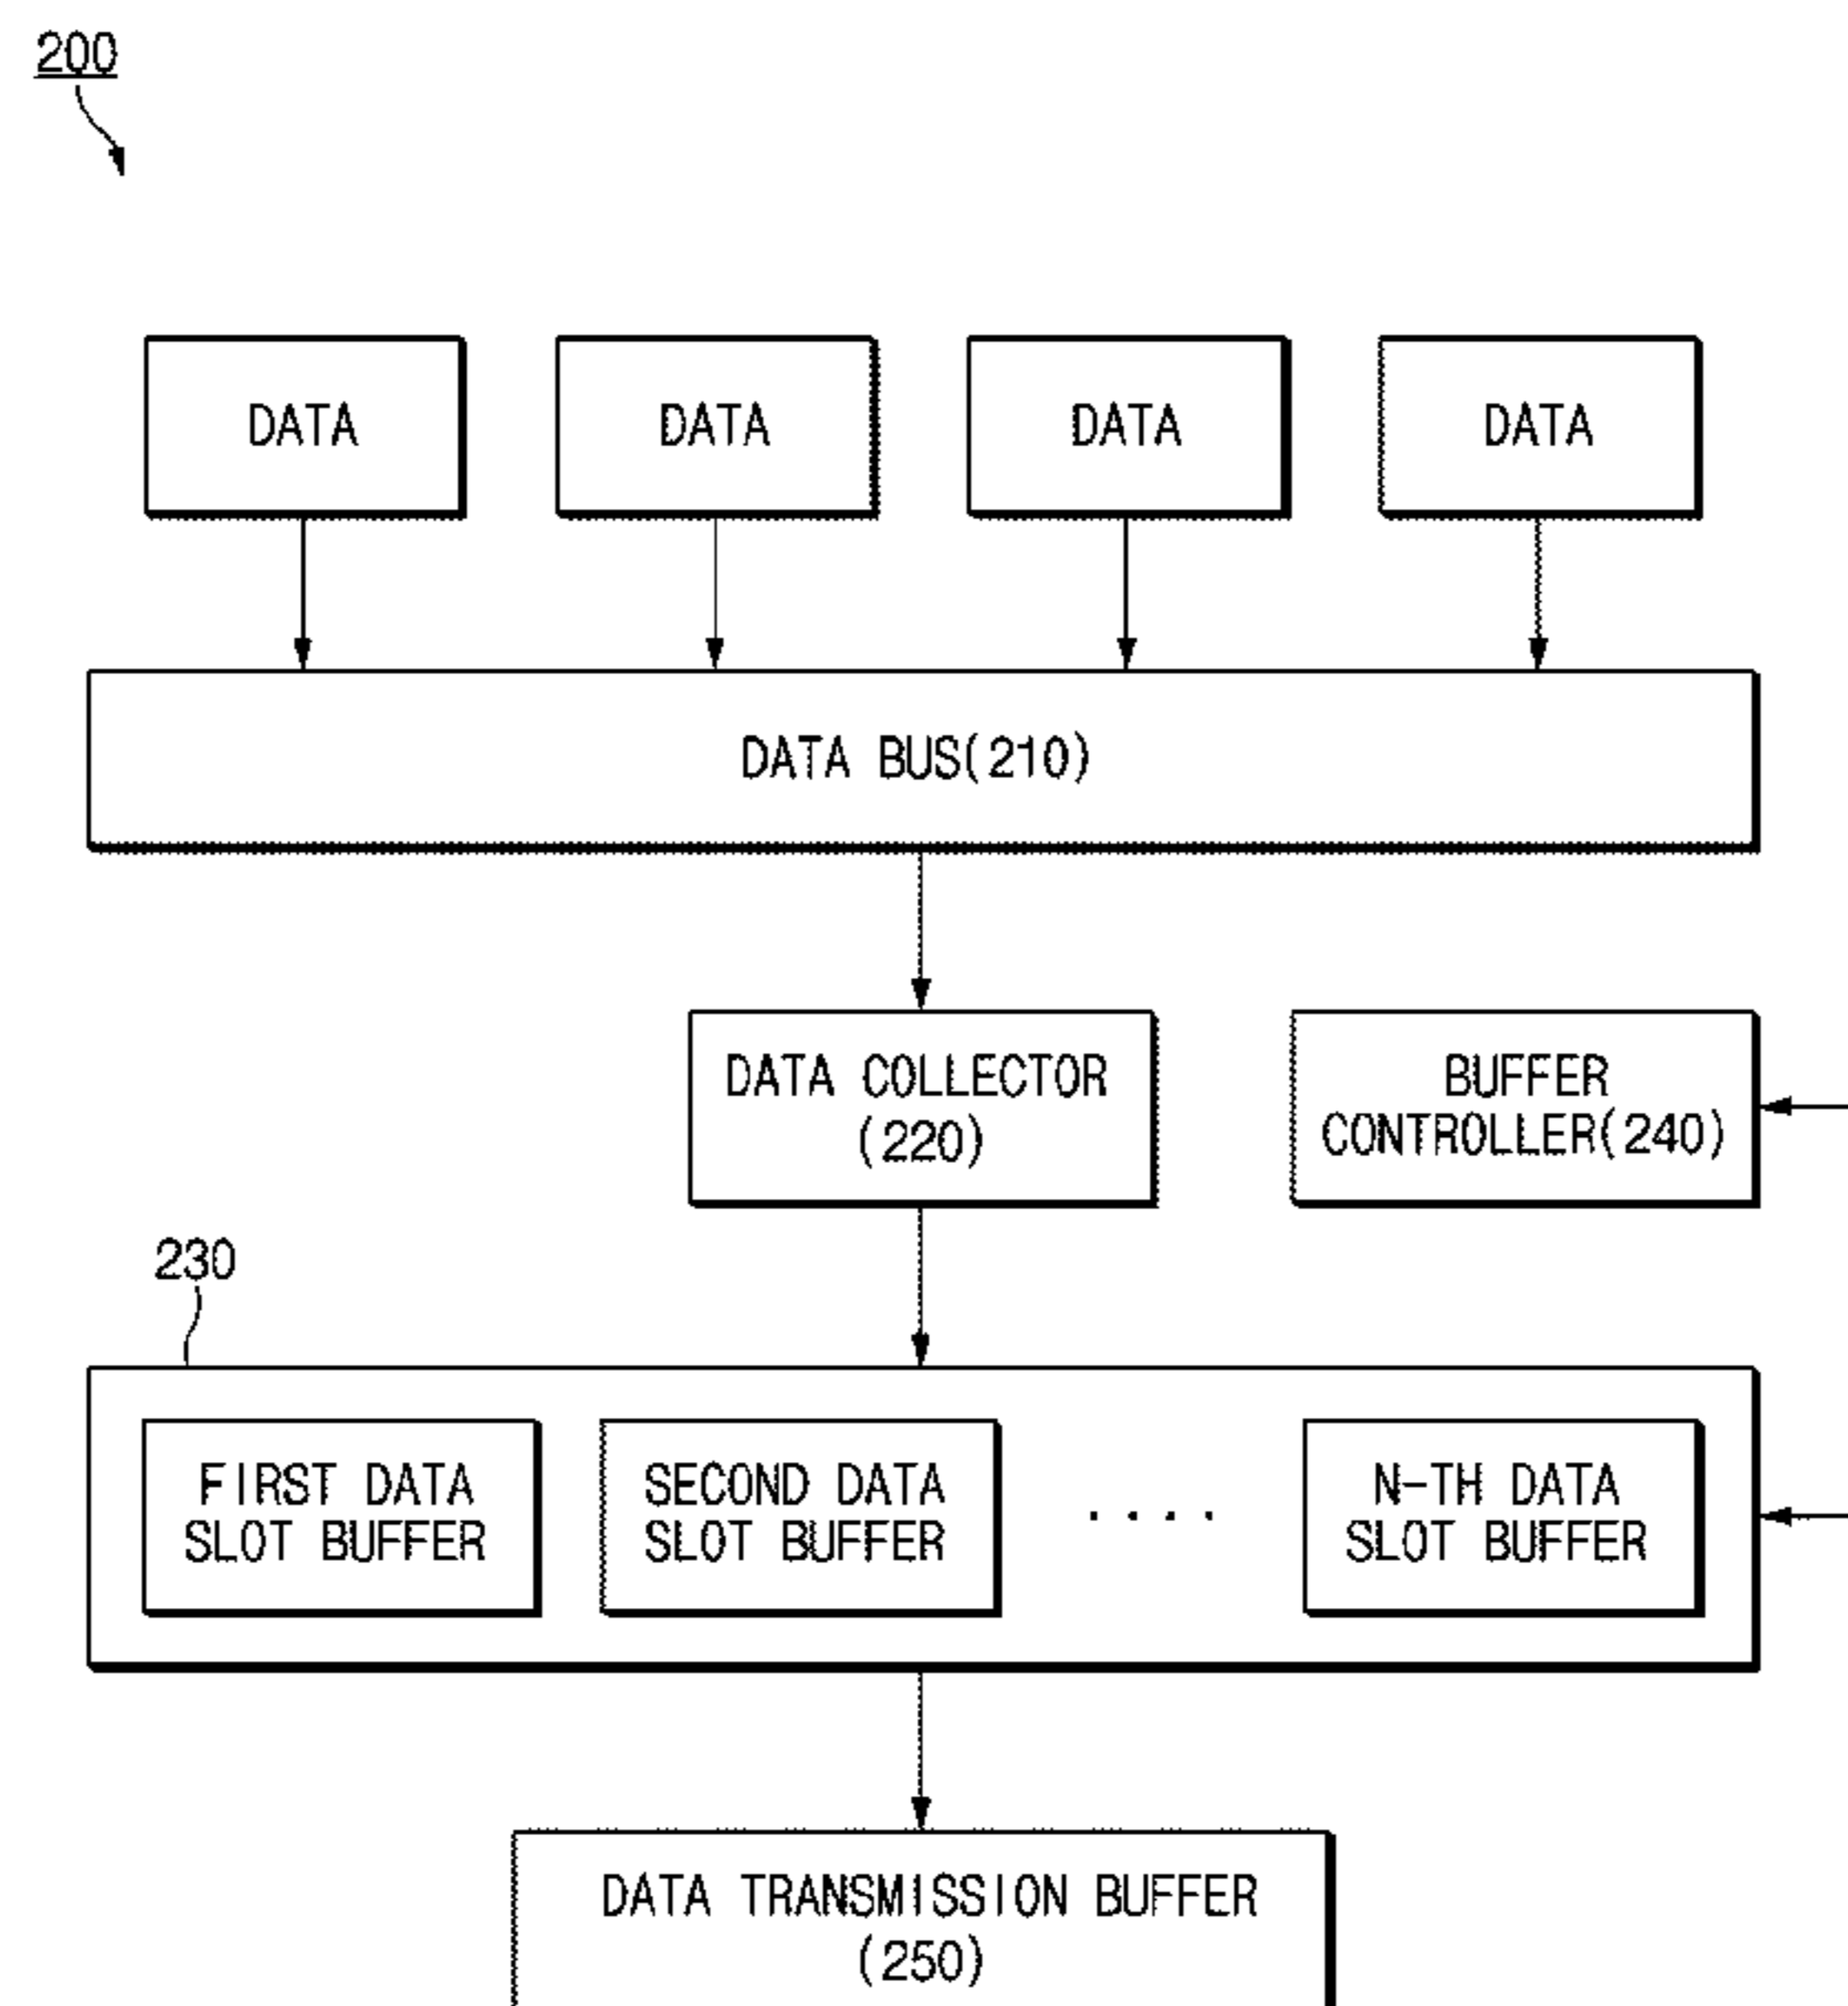 200
DATA
DATA
DATA
DATA
DATA BUS(210)
DATA COLLECTOR
(220)
BUFFER
CONTROLLER(240)
230
FIRST DATA
SLOT BUFFER
SECOND DATA
SLOT BUFFER
....
N-TH DATA
SLOT BUFFER
DATA TRANSMISSION BUFFER
(250)